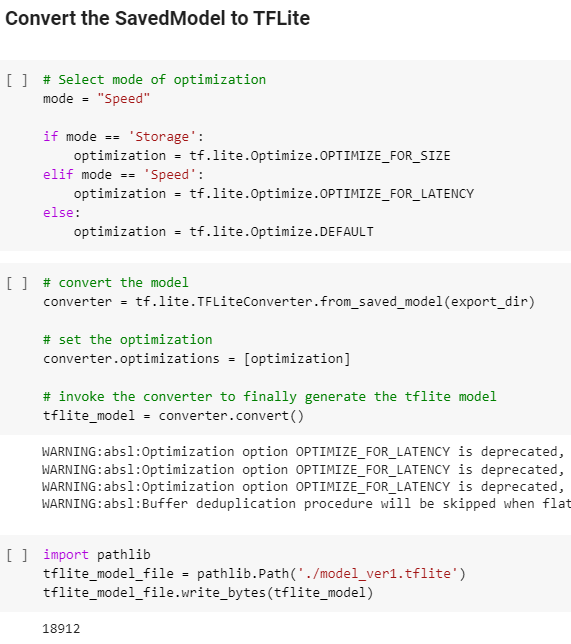 Convert the SavedModel to TFLite
[ ] # Select mode of optimization
mode = "Speed"
if mode == 'Storage':
    optimization = tf.lite.Optimize.OPTIMIZE_FOR_SIZE
elif mode == 'Speed':
    optimization = tf.lite.Optimize.OPTIMIZE_FOR_LATENCY
else:
    optimization = tf.lite.Optimize.DEFAULT
[ ] # convert the model
converter = tf.lite.TFLiteConverter.from_saved_model(export_dir)
# set the optimization
converter.optimizations = [optimization]
# invoke the converter to finally generate the tflite model
tflite_model = converter.convert()
WARNING:absl:Optimization option OPTIMIZE_FOR_LATENCY is deprecated,
WARNING:absl:Optimization option OPTIMIZE_FOR_LATENCY is deprecated,
WARNING:absl:Optimization option OPTIMIZE_FOR_LATENCY is deprecated,
WARNING:absl:Buffer deduplication procedure will be skipped when flat
[ ] import pathlib
tflite_model_file = pathlib.Path('./model_ver1.tflite')
tflite_model_file.write_bytes(tflite_model)
18912